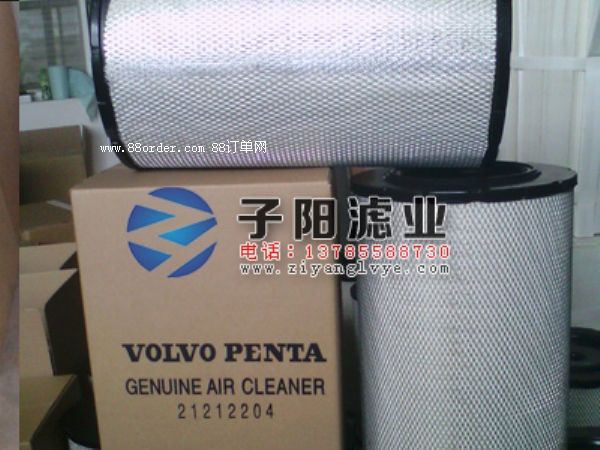 www.88order.com 88订单网
子阳滤业
电话:13785588730
www.ziyanglvye.com
VOLVO PENTA
GENUINE AIR CLEANER
21212204